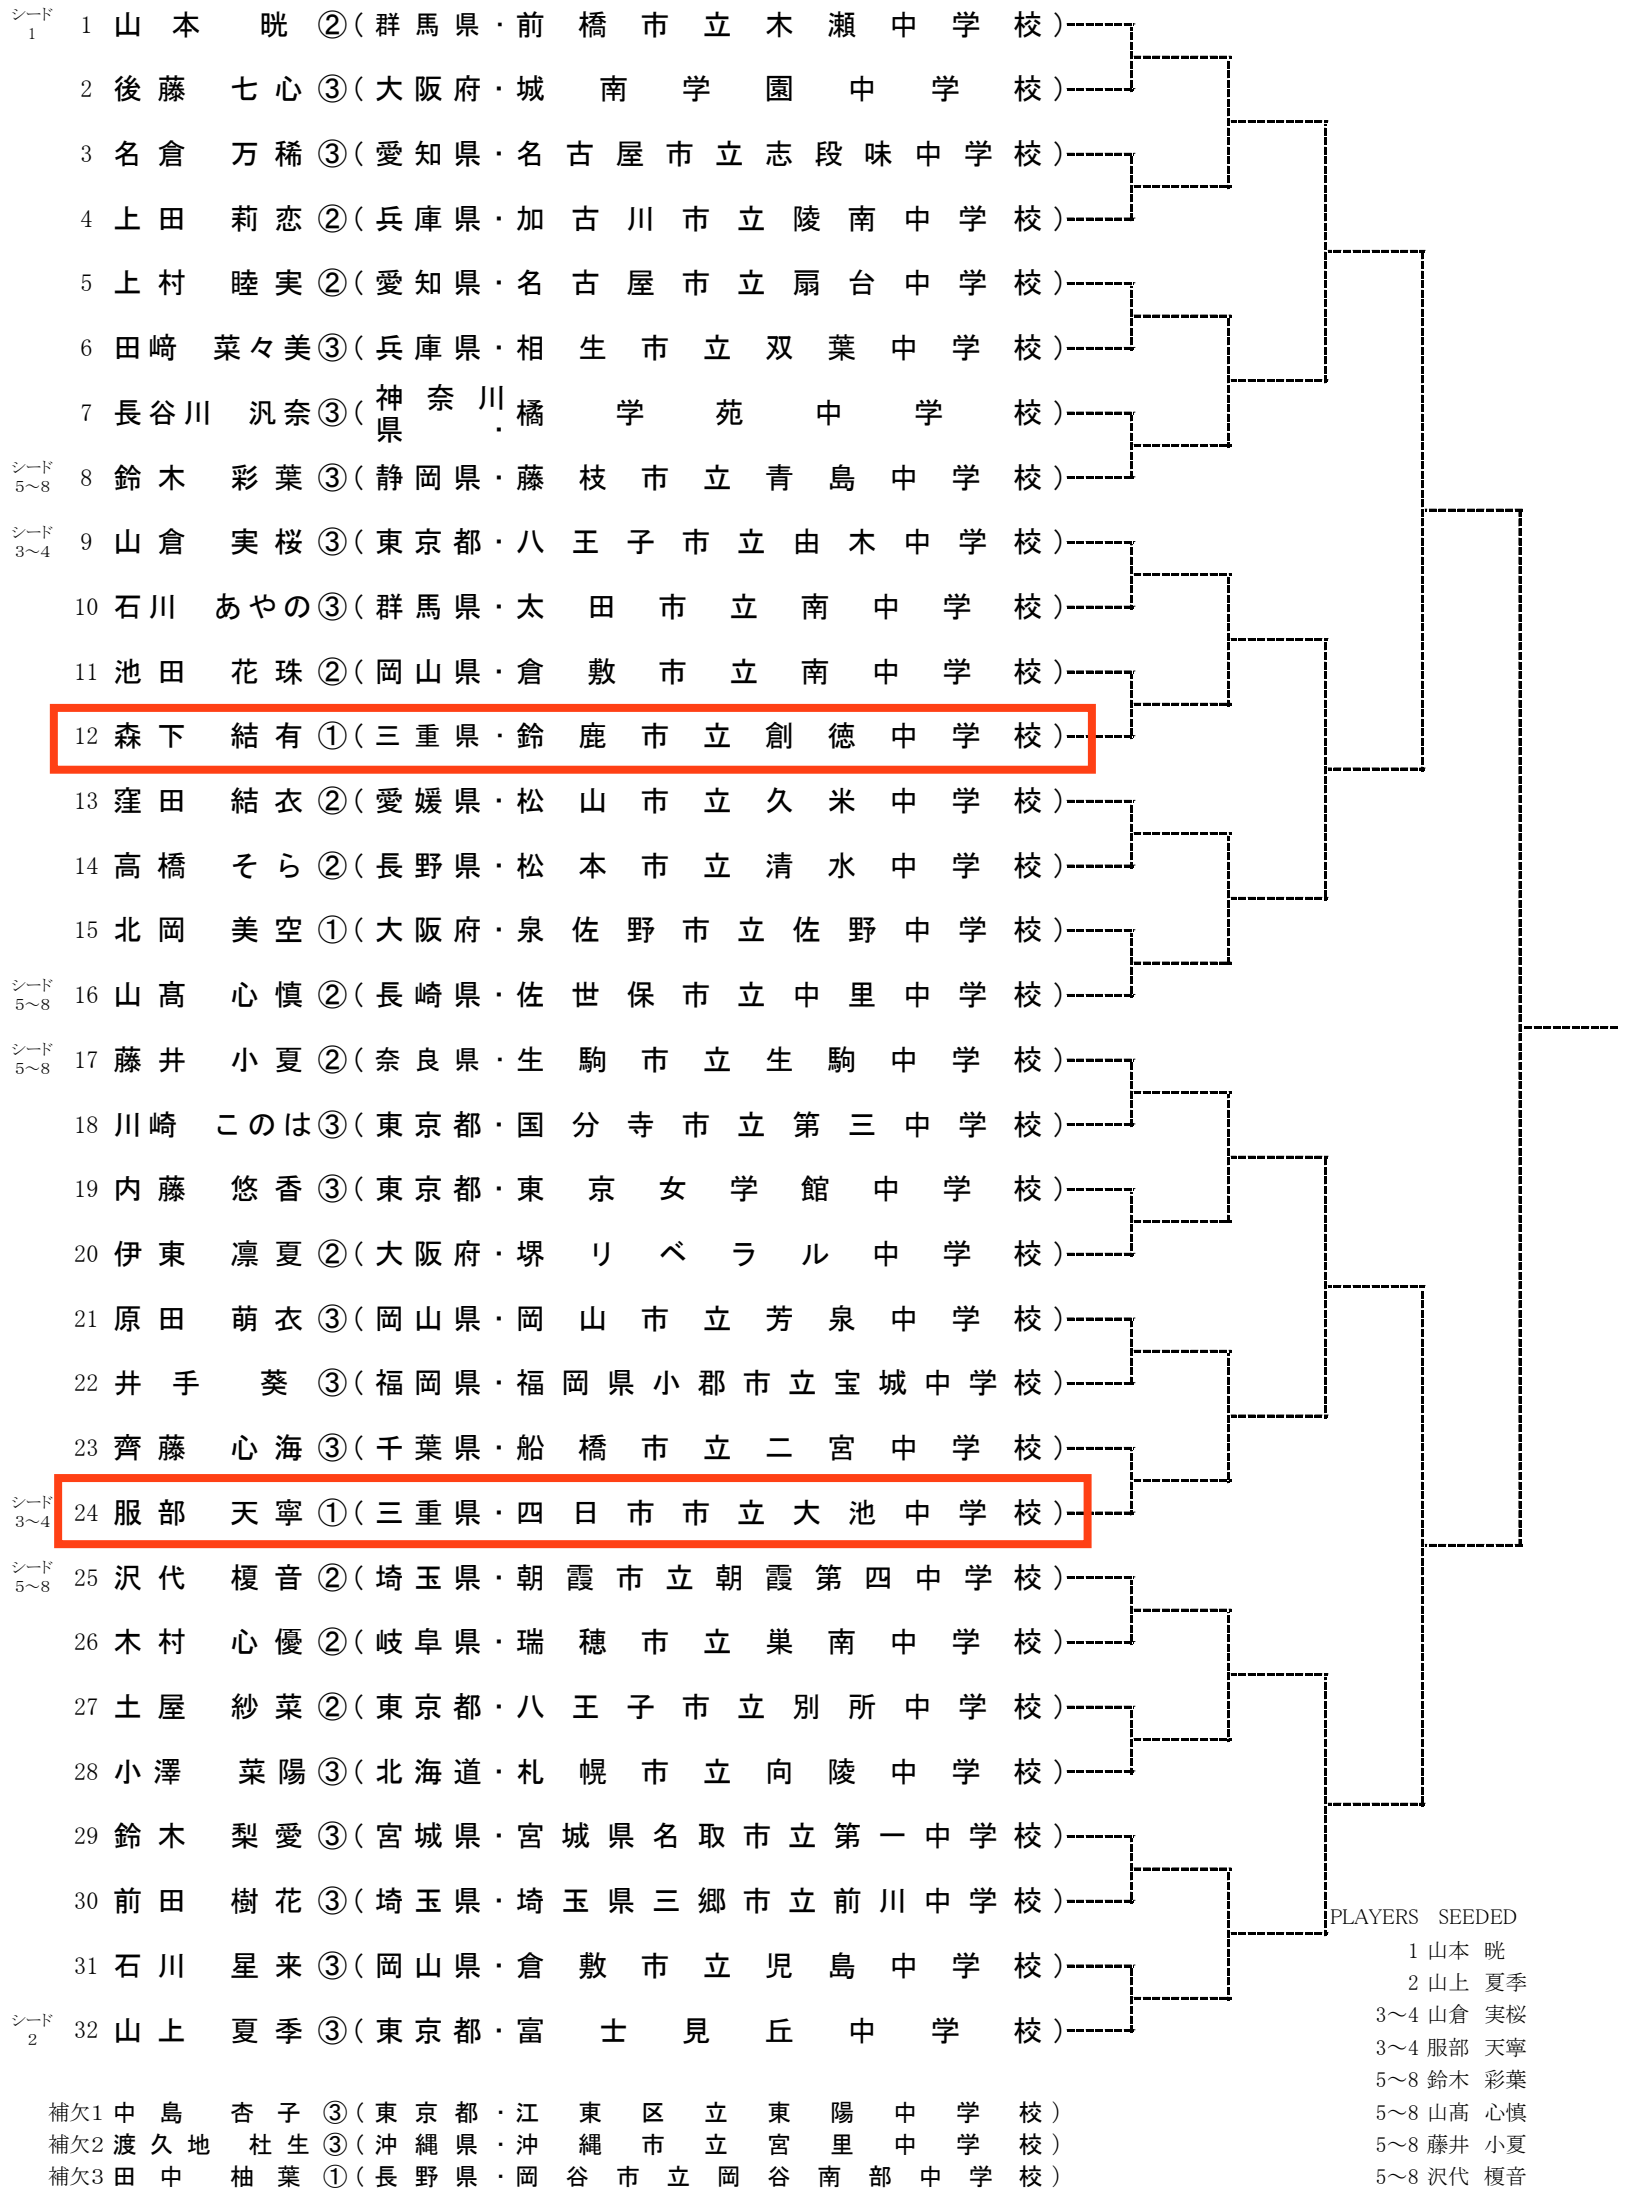 シード1 1 山本 晄 ②(群馬県・前橋市立木瀬中学校)
2 後藤 七心 ③(大阪府・城南学園中学校)
3 名倉 万稀 ③(愛知県・名古屋市立志段味中学校)
4 上田 莉恋 ②(兵庫県・加古川市立陵南中学校)
5 上村 睦実 ②(愛知県・名古屋市立扇台中学校)
6 田﨑 菜々美 ③(兵庫県・相生市立双葉中学校)
7 長谷川 汎奈 ③(神奈川県・橘学苑中学校)
シード5～8 8 鈴木 彩葉 ③(静岡県・藤枝市立青島中学校)
シード3～4 9 山倉 実桜 ③(東京都・八王子市立由木中学校)
10 石川 あやの ③(群馬県・太田市立南中学校)
11 池田 花珠 ②(岡山県・倉敷市立南中学校)
12 森下 結有 ①(三重県・鈴鹿市立創徳中学校)
13 窪田 結衣 ②(愛媛県・松山市立久米中学校)
14 高橋 そら ②(長野県・松本市立清水中学校)
15 北岡 美空 ①(大阪府・泉佐野市立佐野中学校)
シード5～8 16 山髙 心慎 ②(長崎県・佐世保市立中里中学校)
シード5～8 17 藤井 小夏 ②(奈良県・生駒市立生駒中学校)
18 川崎 このは ③(東京都・国分寺市立第三中学校)
19 内藤 悠香 ③(東京都・東京女学館中学校)
20 伊東 凛夏 ②(大阪府・堺リベラル中学校)
21 原田 萌衣 ③(岡山県・岡山市立芳泉中学校)
22 井手 葵 ③(福岡県・福岡県小郡市立宝城中学校)
23 齊藤 心海 ③(千葉県・船橋市立二宮中学校)
シード3～4 24 服部 天寧 ①(三重県・四日市市立大池中学校)
シード5～8 25 沢代 榎音 ②(埼玉県・朝霞市立朝霞第四中学校)
26 木村 心優 ②(岐阜県・瑞穂市立巣南中学校)
27 土屋 紗菜 ②(東京都・八王子市立別所中学校)
28 小澤 菜陽 ③(北海道・札幌市立向陵中学校)
29 鈴木 梨愛 ③(宮城県・宮城県名取市立第一中学校)
30 前田 樹花 ③(埼玉県・埼玉県三郷市立前川中学校)
31 石川 星来 ③(岡山県・倉敷市立児島中学校)
シード2 32 山上 夏季 ③(東京都・富士見丘中学校)
補欠1 中島 杏子 ③(東京都・江東区立東陽中学校)
補欠2 渡久地 杜生 ③(沖縄県・沖縄市立宮里中学校)
補欠3 田中 柚葉 ①(長野県・岡谷市立岡谷南部中学校)
PLAYERS SEEDED
1 山本 晄
2 山上 夏季
3～4 山倉 実桜
3～4 服部 天寧
5～8 鈴木 彩葉
5～8 山髙 心慎
5～8 藤井 小夏
5～8 沢代 榎音